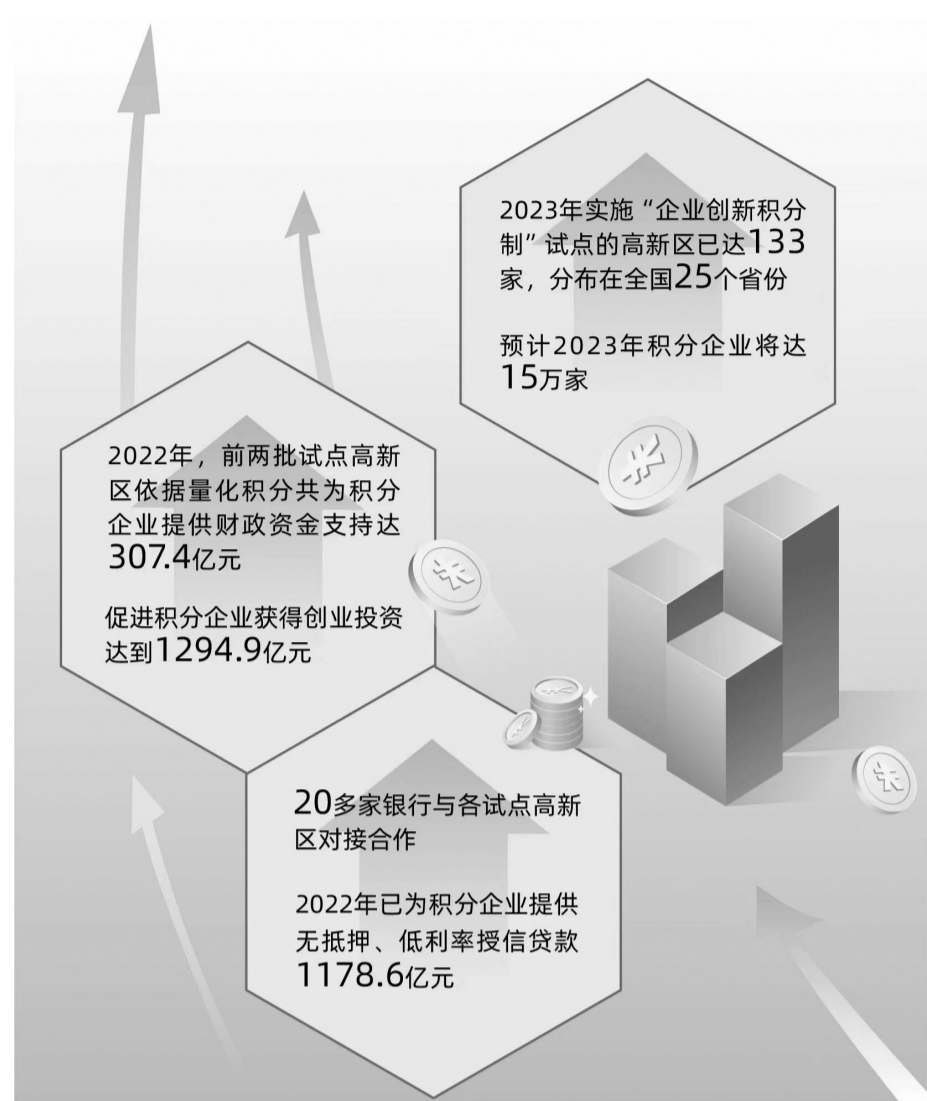 2023年实施“企业创新积分
制”试点的高新区已达133
家，分布在全国25个省份
预计2023年积分企业将达
15万家
2022年，前两批试点高新
区依据量化积分共为积分
企业提供财政资金支持达
307.4亿元
促进积分企业获得创业投资
达到1294.9亿元
20多家银行与各试点高新
区对接合作
2022年已为积分企业提供
无抵押、低利率授信贷款
1178.6亿元